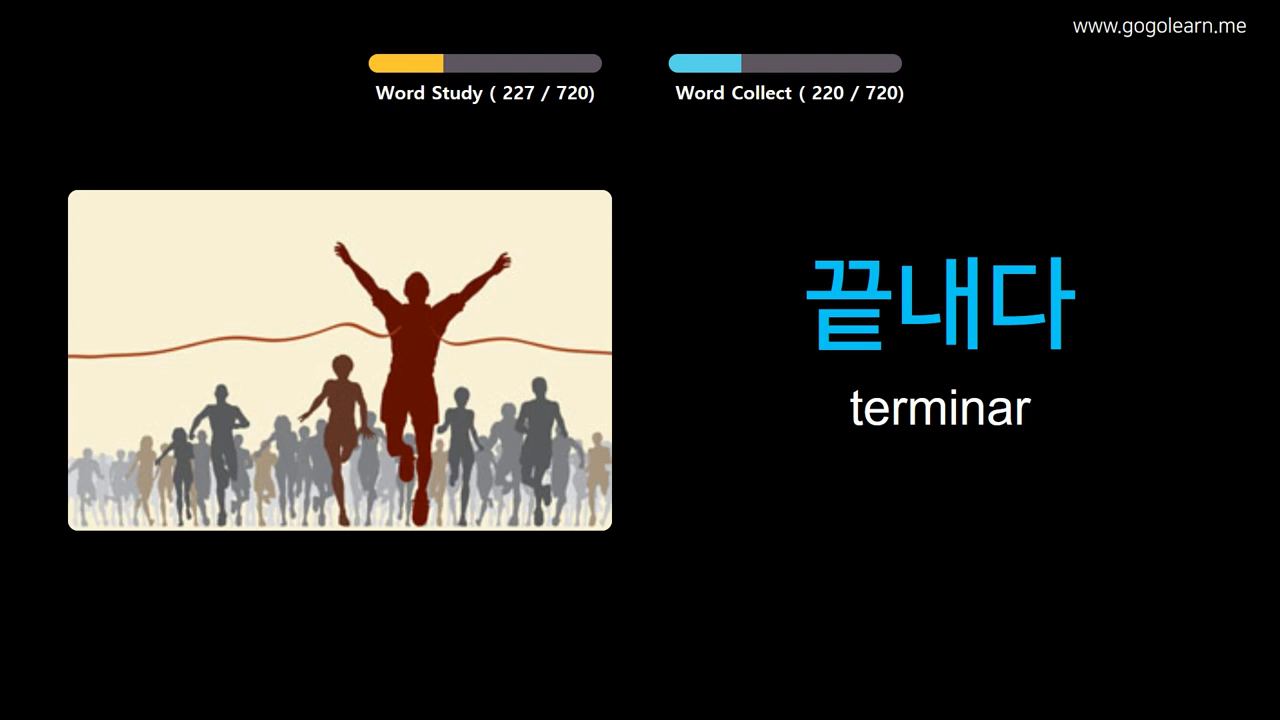 www.gogolearn.me
Word Study ( 227 / 720)
Word Collect ( 220 / 720)
끝내다
terminar